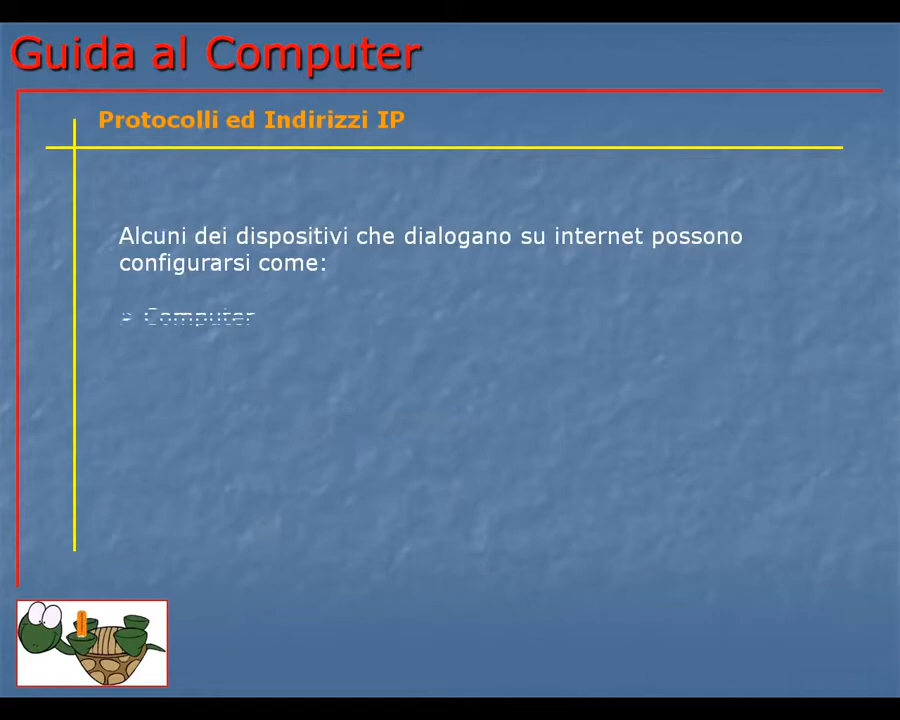 Guida al Computer
Protocolli ed Indirizzi IP
Alcuni dei dispositivi che dialogano su internet possono
configurarsi come:
➢ Computer